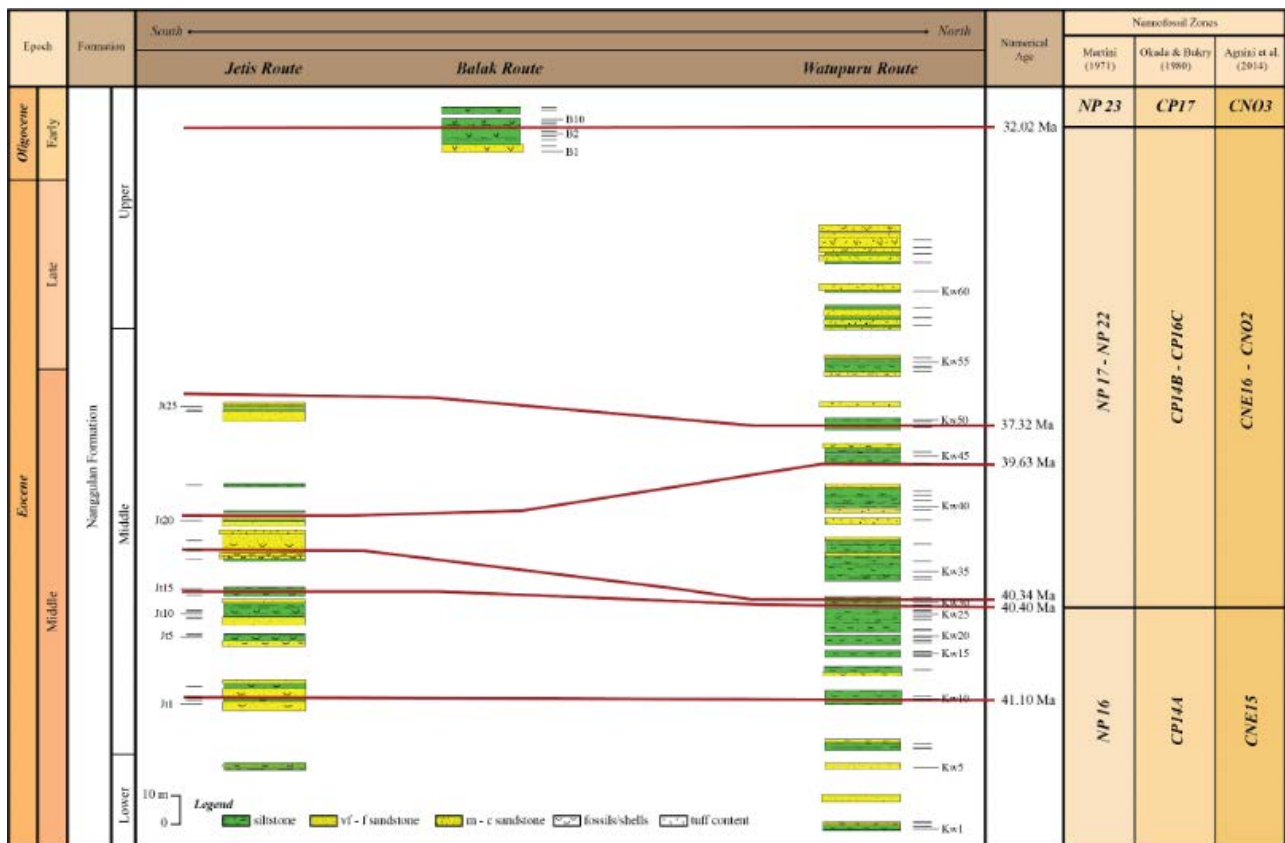 Epoch
Formation
South
North
Jetis Route
Balak Route
Watupuru Route
Numerical
Age
Nannofossil Zones
Martini
(1971)
Okada & Bukry
(1980)
Agnini et al.
(2014)
NP 23
CP17
CNO3
Oligocene
Early
Eocene
Late
Middle
Nanggulan Formation
Upper
Middle
Lower
B10
B2
B1
32.02 Ma
Kw60
Kw55
Kw50
Kw45
Kw40
Kw35
Kw30
Kw25
Kw20
Kw15
Kw10
Kw5
Kw1
Jt25
Jt20
Jt15
Jt10
Jt5
Jt1
37.32 Ma
39.63 Ma
40.34 Ma
40.40 Ma
41.10 Ma
NP 17 - NP 22
CP14B - CP16C
CNE16 - CNO2
NP 16
CP14A
CNE15
10 m
0
Legend
siltstone
vf - f sandstone
m - c sandstone
fossils/shells
tuff content